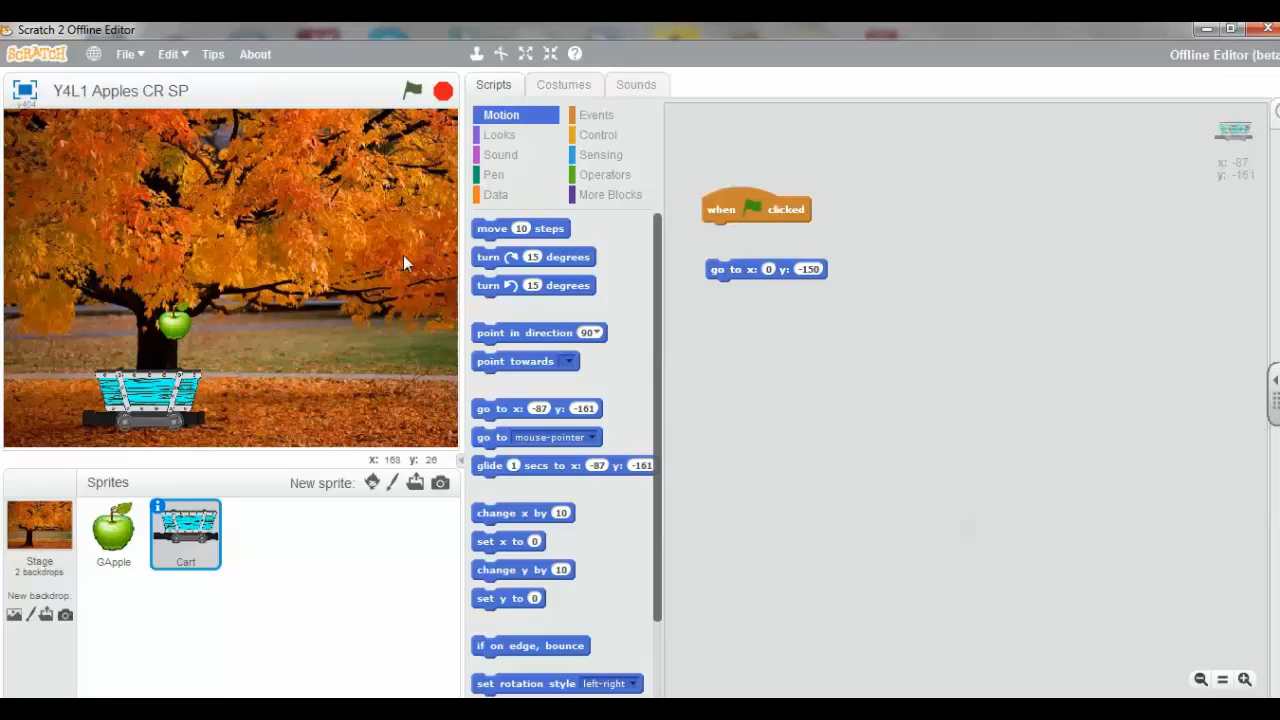 Scratch 2 Offline Editor
SCRATCH File Edit Tips About
Offline Editor (beta
Y4L1 Apples CR SP
y404
Scripts Costumes Sounds
Motion Events
Looks Control
Sound Sensing
Pen Operators
Data More Blocks
move 10 steps
turn 15 degrees
turn 15 degrees
point in direction 90
point towards
go to x: -87 y: -161
go to mouse-pointer
glide 1 secs to x: -87 y: -161
change x by 10
set x to 0
change y by 10
set y to 0
if on edge, bounce
set rotation style left-right
when clicked
go to x: 0 y: -150
x: -87
y: -161
x: 168 y: 26
Sprites New sprite:
Stage
2 backdrops
New backdrop:
GApple
Cart